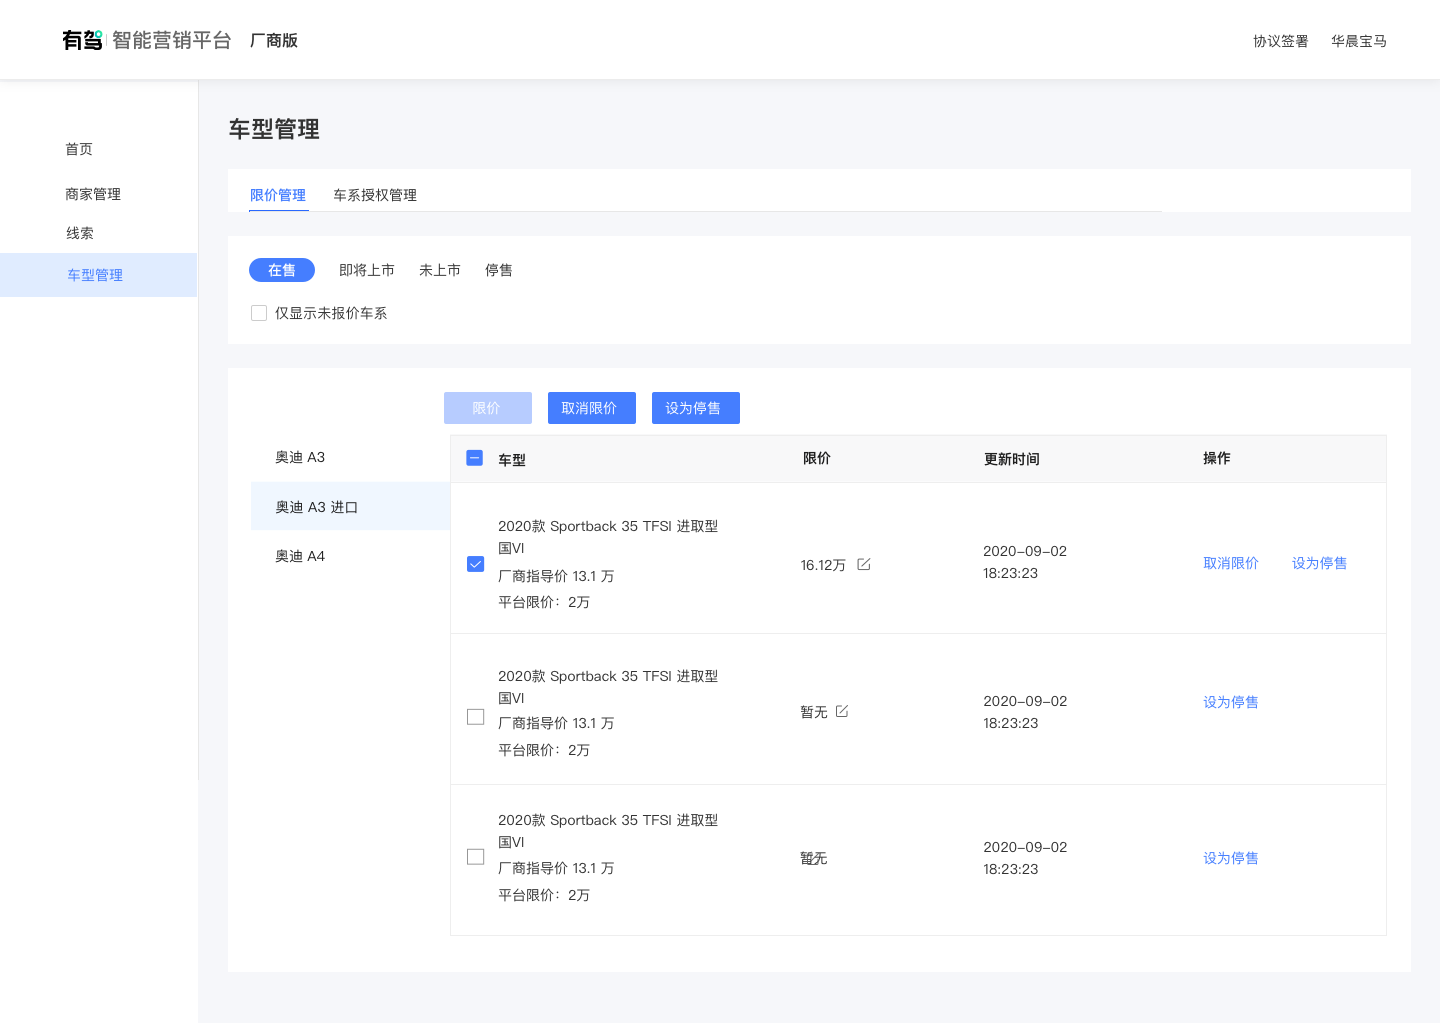 有驾 智能营销平台 厂商版
协议签署 华晨宝马
首页
商家管理
线索
车型管理
车型管理
限价管理 车系授权管理
在售 即将上市 未上市 停售
仅显示未报价车系
限价 取消限价 设为停售
奥迪 A3
奥迪 A3 进口
奥迪 A4
车型 限价 更新时间 操作
2020款 Sportback 35 TFSI 进取型
国VI
厂商指导价 13.1 万
平台限价：2万
16.12万
2020-09-02
18:23:23
取消限价 设为停售
2020款 Sportback 35 TFSI 进取型
国VI
厂商指导价 13.1 万
平台限价：2万
暂无
2020-09-02
18:23:23
设为停售
2020款 Sportback 35 TFSI 进取型
国VI
厂商指导价 13.1 万
平台限价：2万
暂无
2020-09-02
18:23:23
设为停售